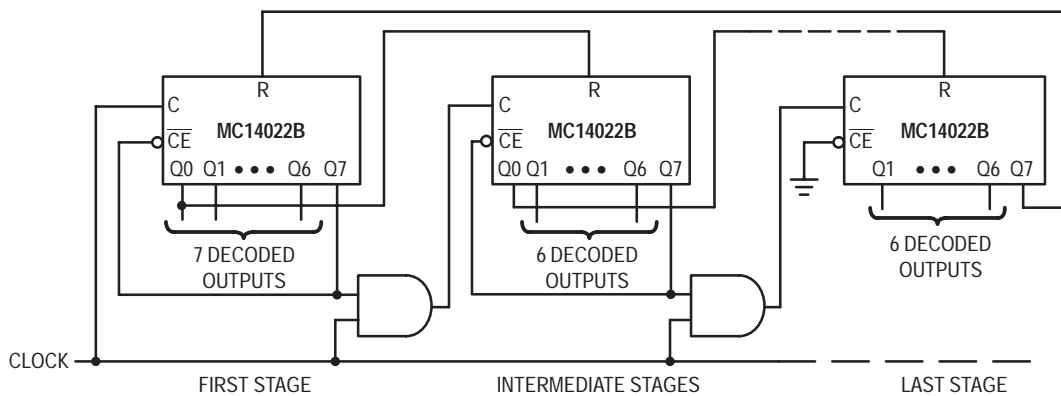 R
C
CE
MC14022B
Q0 Q1 ••• Q6 Q7
7 DECODED
OUTPUTS
R
C
CE
MC14022B
Q0 Q1 ••• Q6 Q7
6 DECODED
OUTPUTS
R
C
CE
MC14022B
Q1 ••• Q6 Q7
6 DECODED
OUTPUTS
CLOCK
FIRST STAGE
INTERMEDIATE STAGES
LAST STAGE